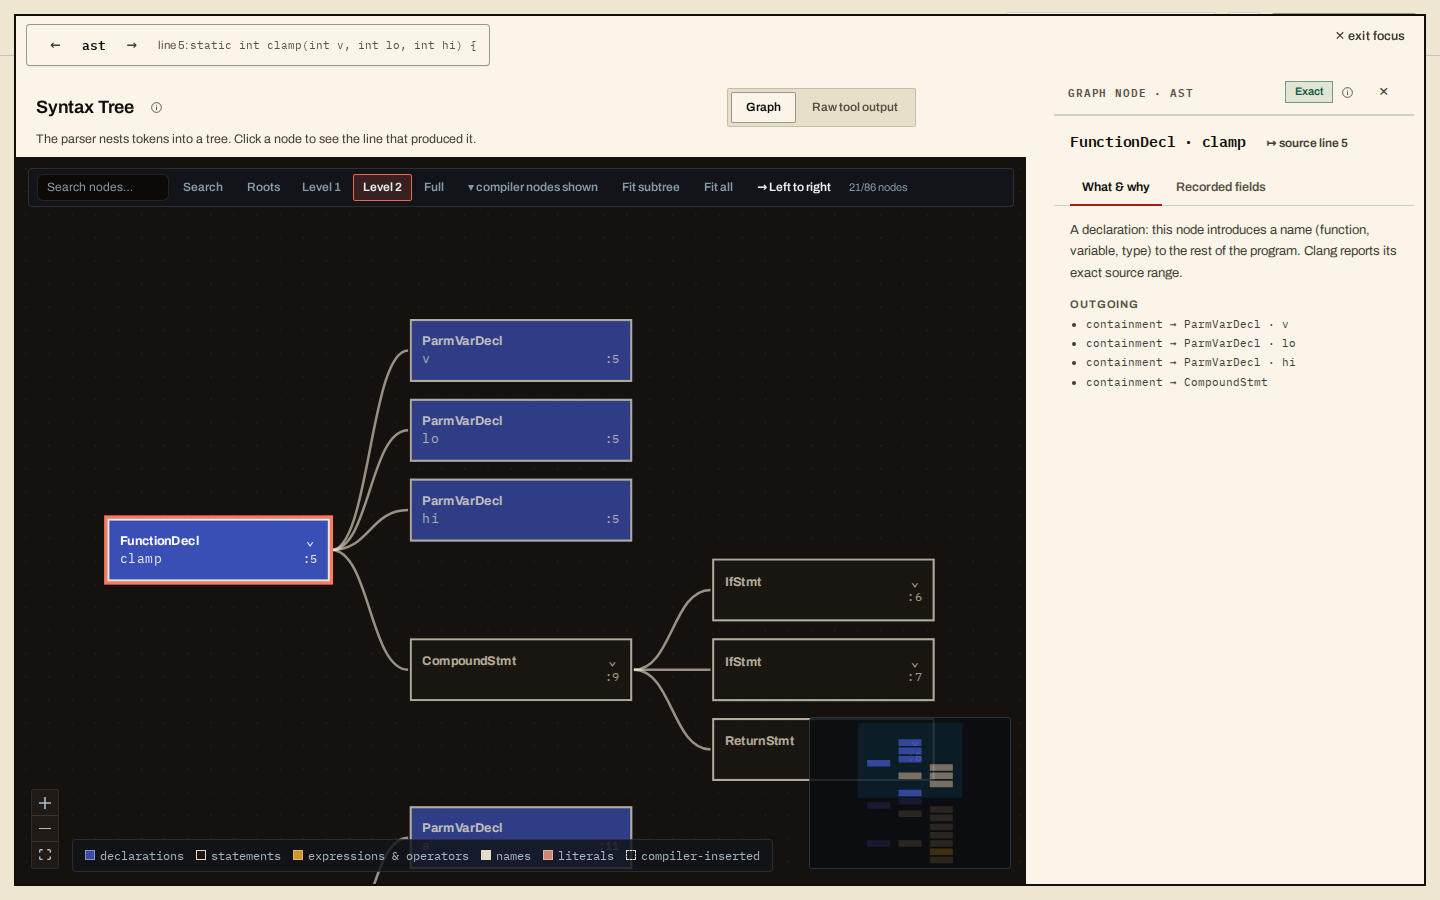 ← ast → line 5: static int clamp(int v, int lo, int hi) {
✕ exit focus
Syntax Tree
Graph
Raw tool output
The parser nests tokens into a tree. Click a node to see the line that produced it.
Search nodes...
Search
Roots
Level 1
Level 2
Full
▾ compiler nodes shown
Fit subtree
Fit all
→ Left to right
21/86 nodes
ParmVarDecl
v :5
ParmVarDecl
lo :5
ParmVarDecl
hi :5
FunctionDecl
clamp :5
CompoundStmt
:9
IfStmt
:6
IfStmt
:7
ReturnStmt
ParmVarDecl
declarations
statements
expressions & operators
names
literals
compiler-inserted
GRAPH NODE · AST
Exact
✕
FunctionDecl · clamp
↦ source line 5
What & why
Recorded fields
A declaration: this node introduces a name (function,
variable, type) to the rest of the program. Clang reports its
exact source range.
OUTGOING
• containment → ParmVarDecl · v
• containment → ParmVarDecl · lo
• containment → ParmVarDecl · hi
• containment → CompoundStmt